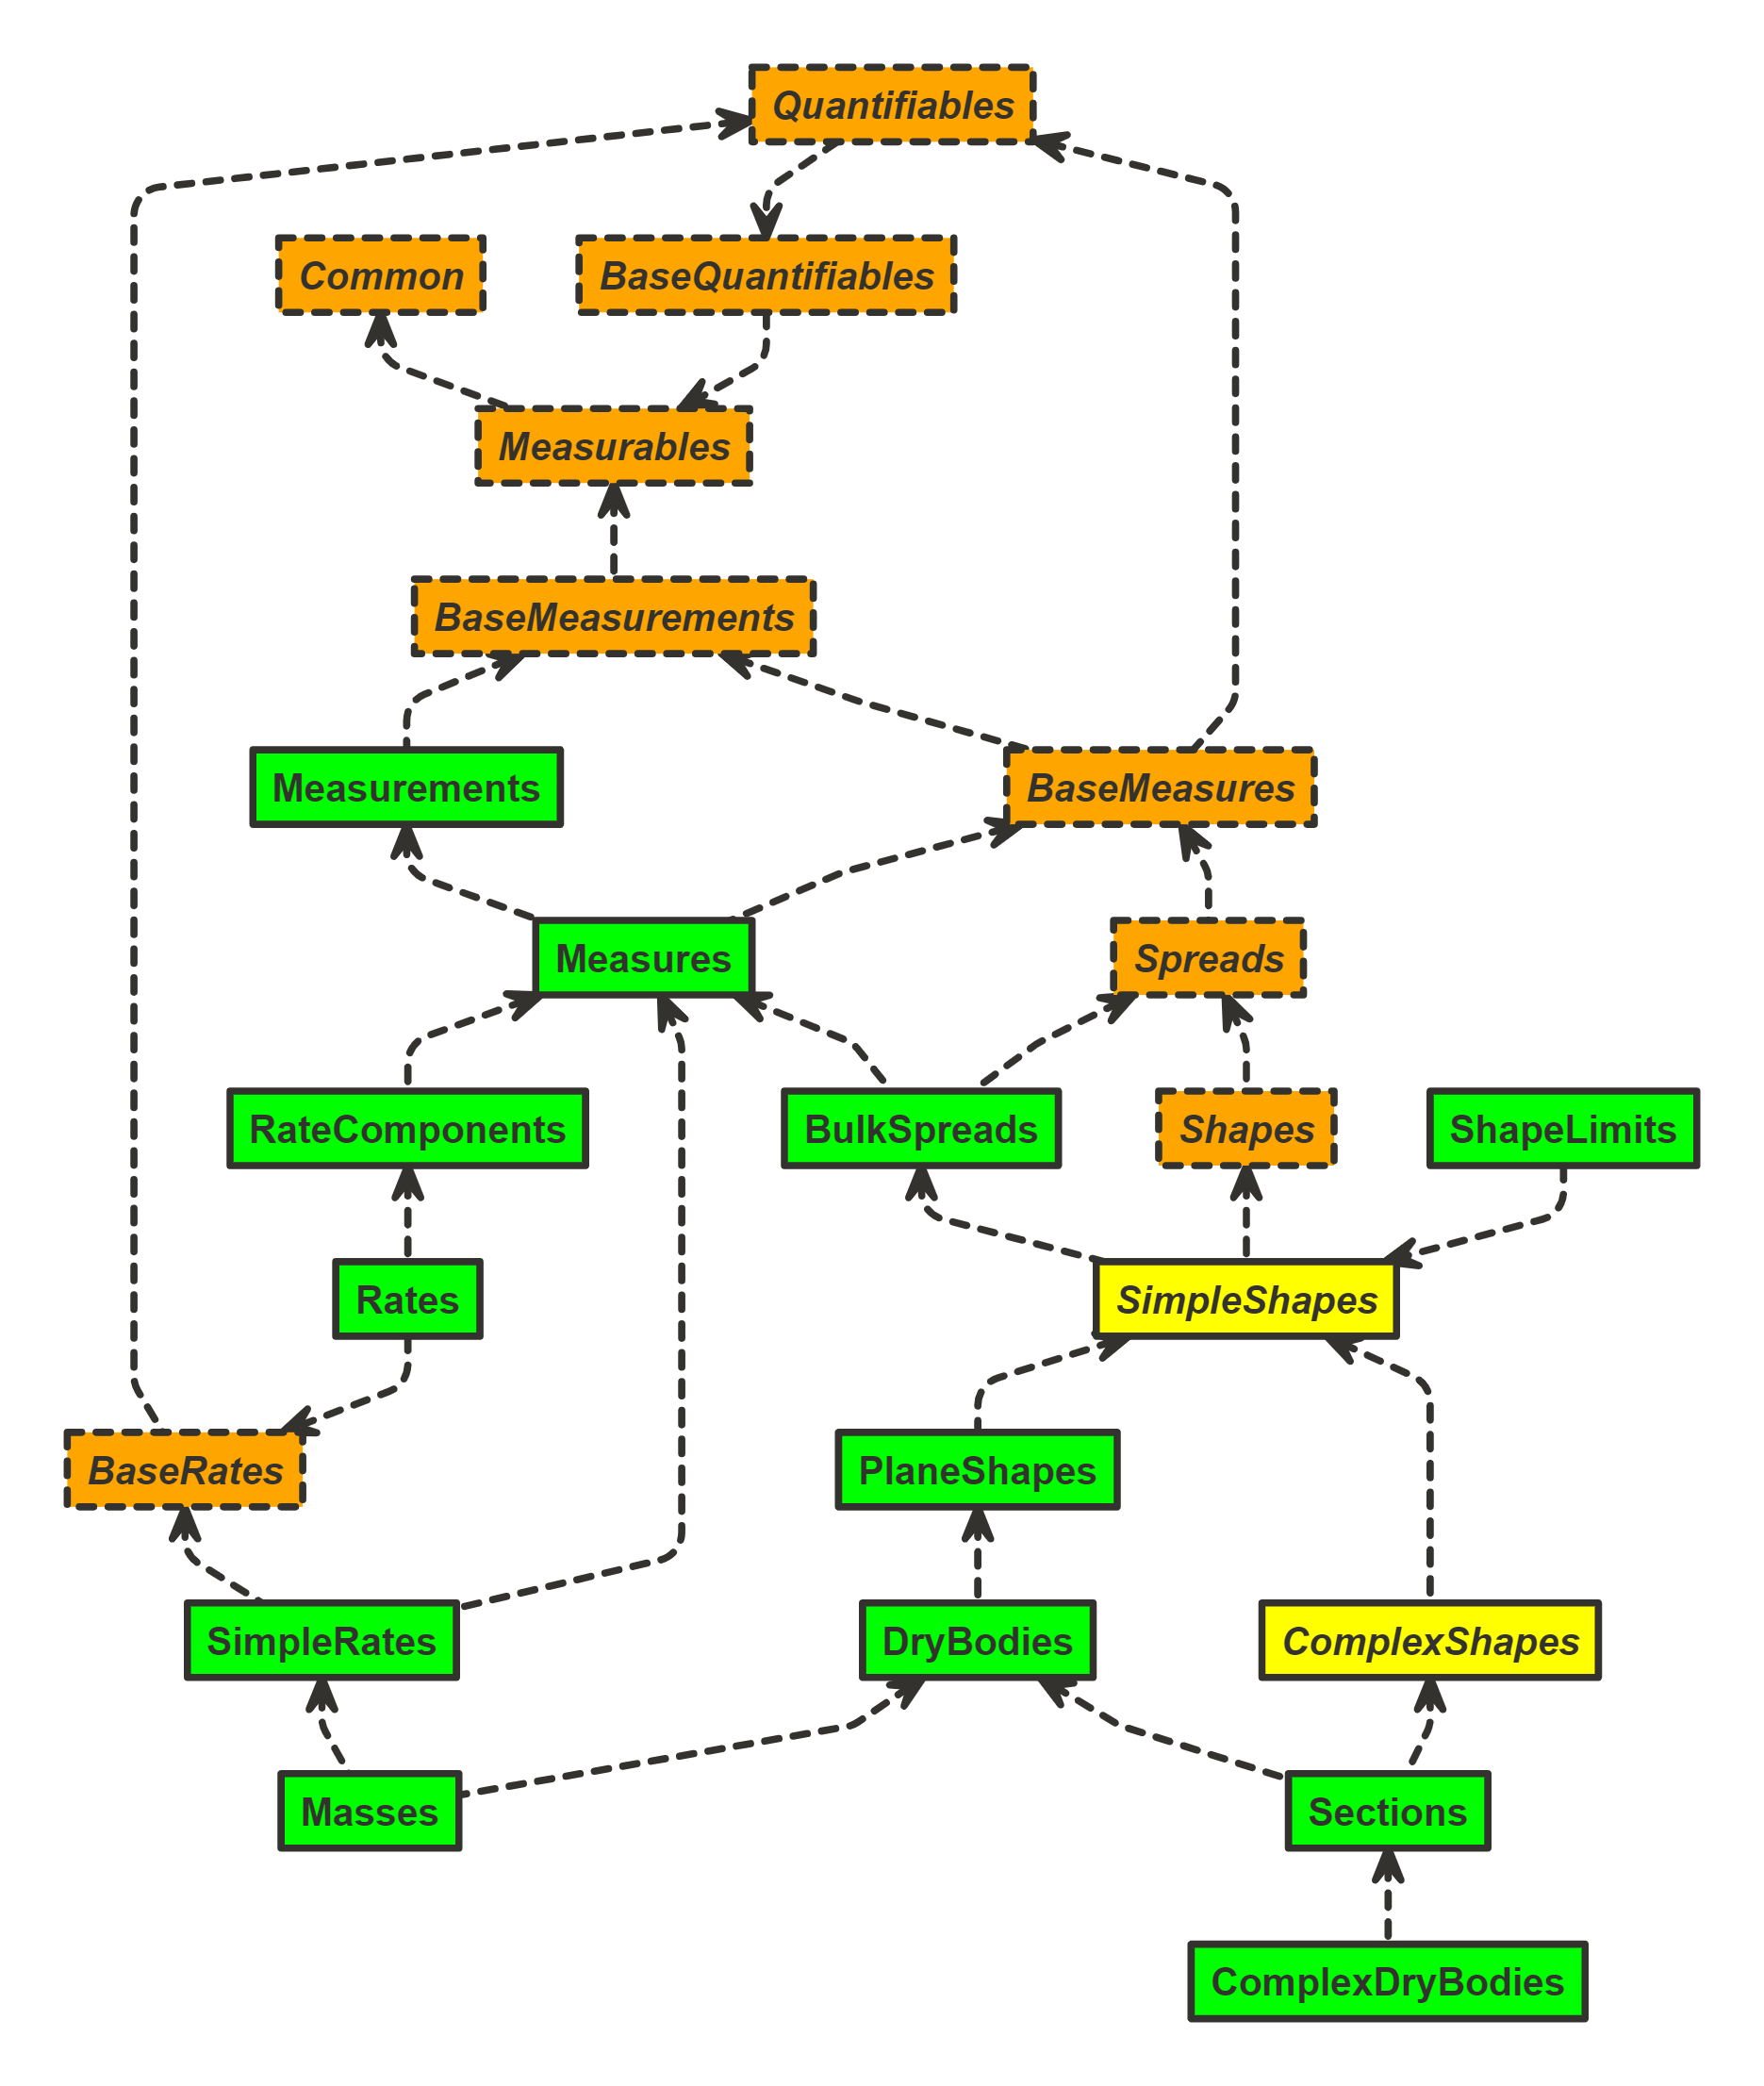 Quantifiables
Common
BaseQuantifiables
Measurables
BaseMeasurements
Measurements
BaseMeasures
Measures
Spreads
RateComponents
BulkSpreads
Shapes
ShapeLimits
Rates
SimpleShapes
BaseRates
PlaneShapes
SimpleRates
DryBodies
ComplexShapes
Masses
Sections
ComplexDryBodies